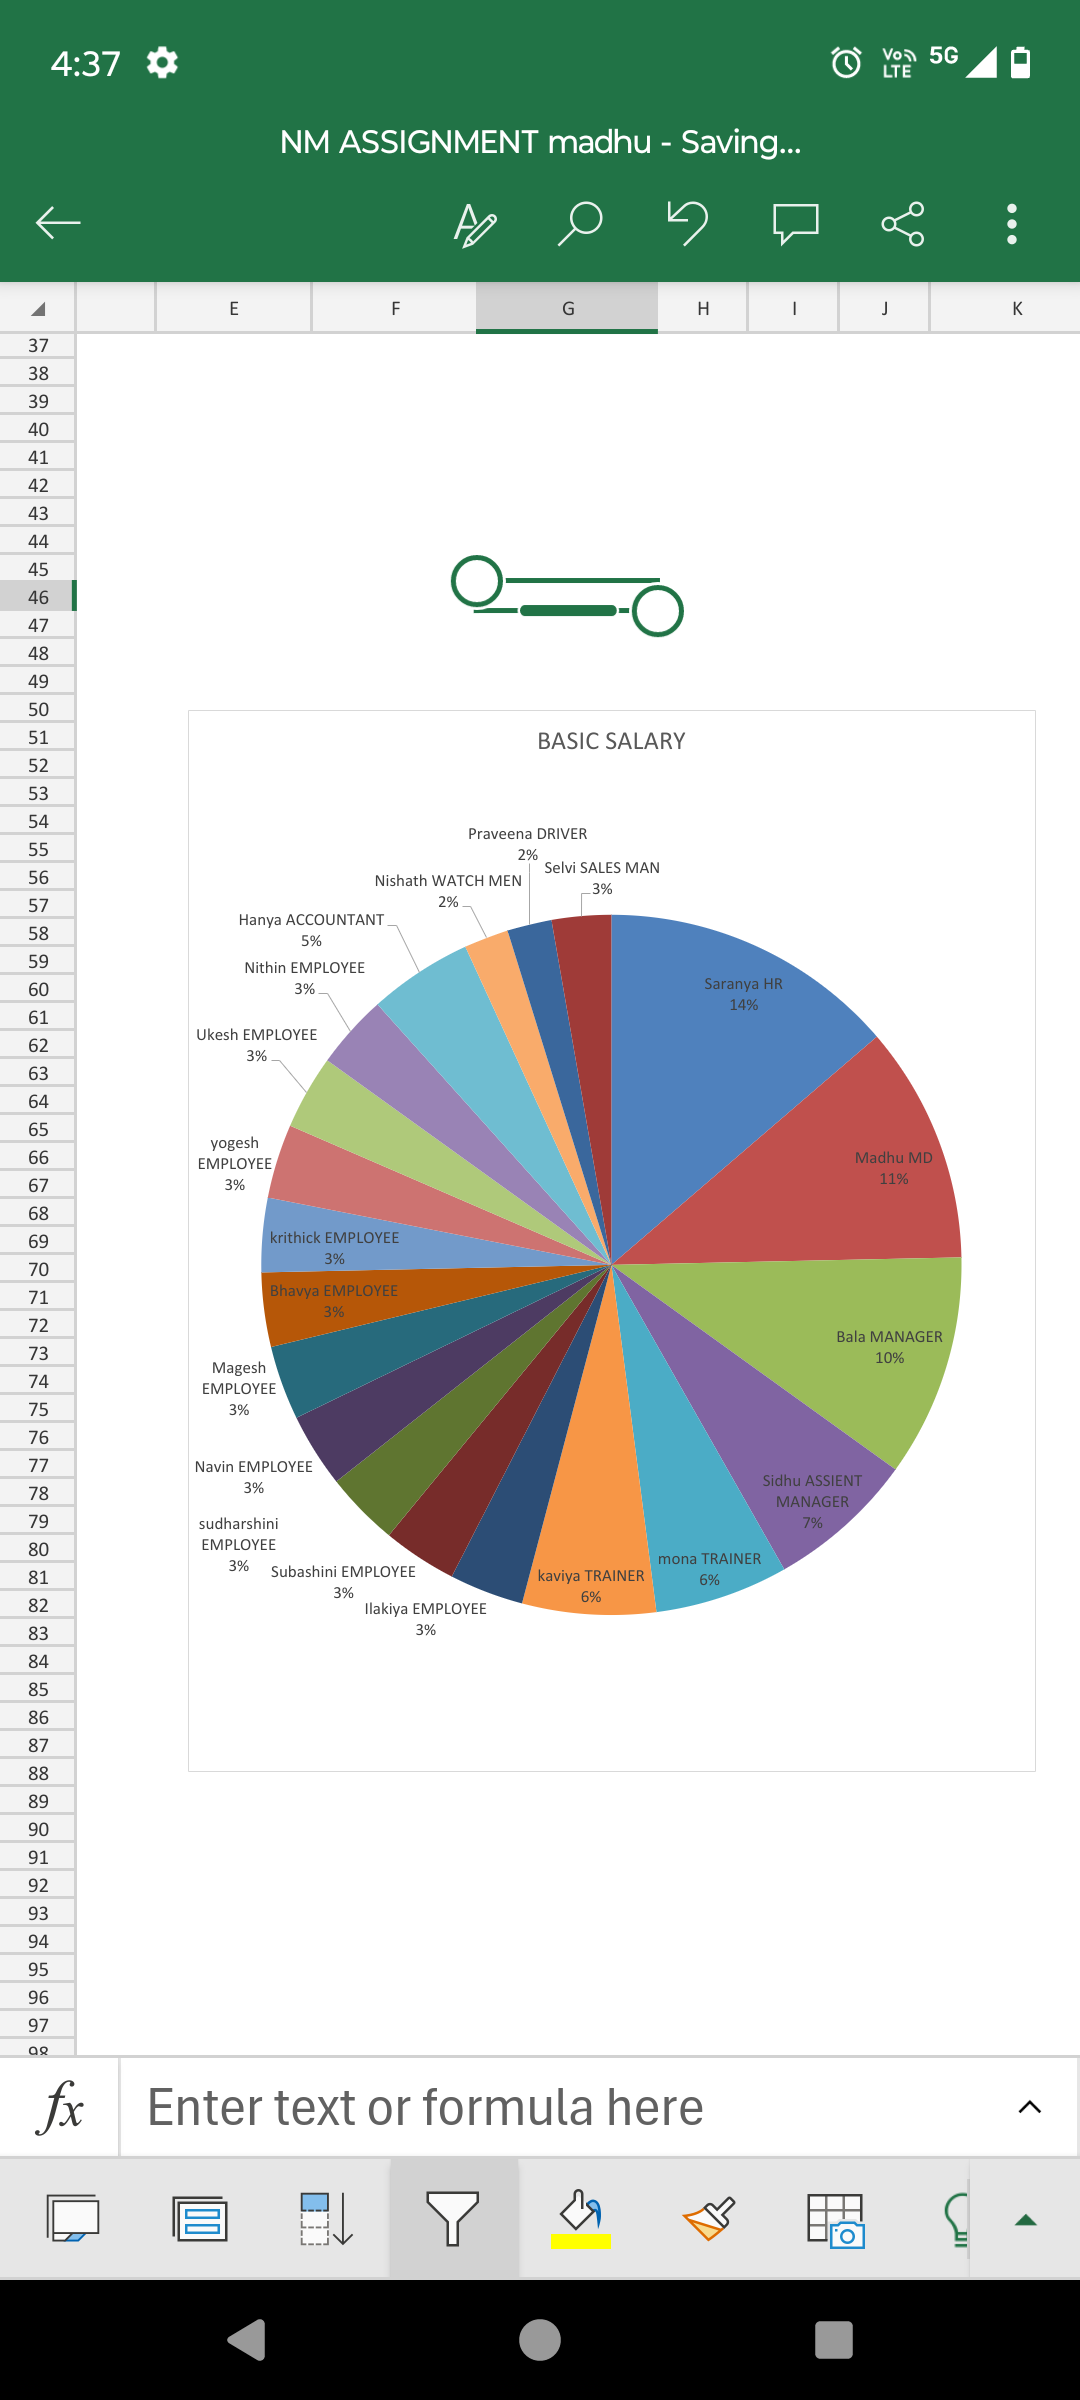 4:37
Vo
LTE
5G
NM ASSIGNMENT madhu - Saving...
E F G H I J K
37
38
39
40
41
42
43
44
45
46
47
48
49
50
51
52
53
54
55
56
57
58
59
60
61
62
63
64
65
66
67
68
69
70
71
72
73
74
75
76
77
78
79
80
81
82
83
84
85
86
87
88
89
90
91
92
93
94
95
96
97
98
BASIC SALARY
Praveena DRIVER
2%
Selvi SALES MAN
3%
Nishath WATCH MEN
2%
Hanya ACCOUNTANT
5%
Nithin EMPLOYEE
3%
Ukesh EMPLOYEE
3%
yogesh
EMPLOYEE
3%
krithick EMPLOYEE
3%
Bhavya EMPLOYEE
3%
Magesh
EMPLOYEE
3%
Navin EMPLOYEE
3%
sudharshini
EMPLOYEE
3%
Subashini EMPLOYEE
3%
Ilakiya EMPLOYEE
3%
kaviya TRAINER
6%
mona TRAINER
6%
Sidhu ASSIENT
MANAGER
7%
Bala MANAGER
10%
Madhu MD
11%
Saranya HR
14%
fx
Enter text or formula here